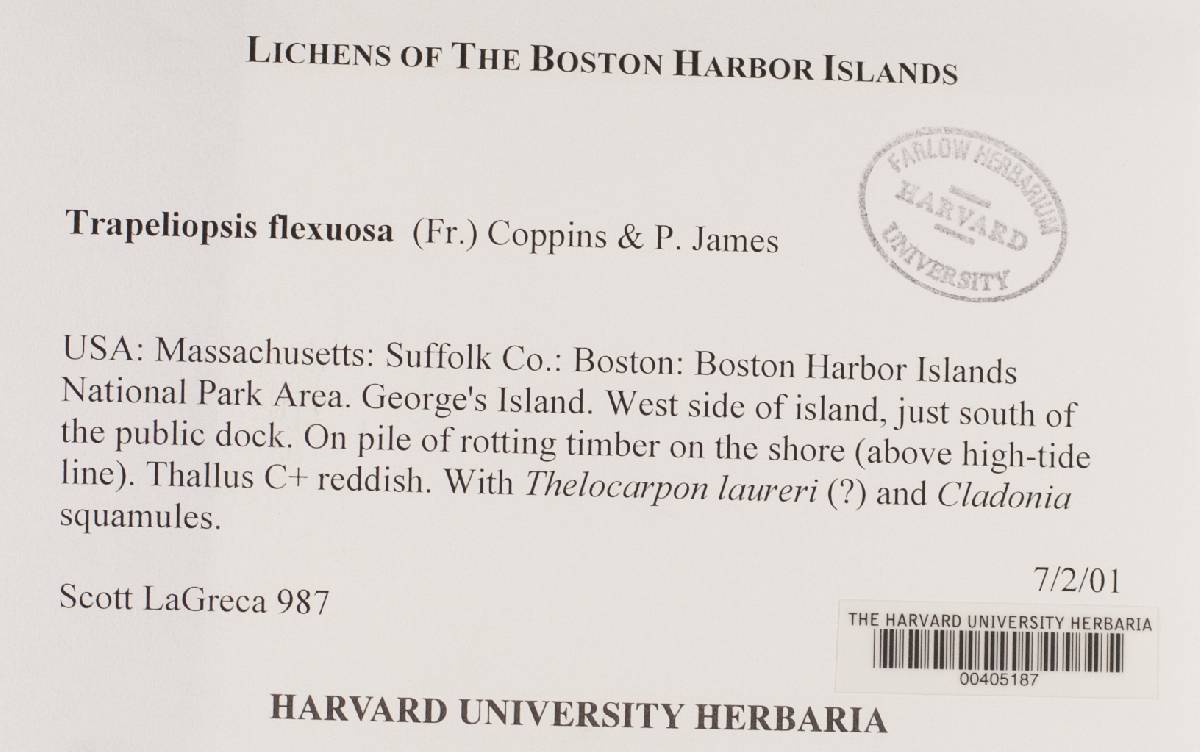 LICHENS OF THE BOSTON HARBOR ISLANDS
FARLOW HERBARIUM
HARVARD
UNIVERSITY
Trapeliopsis flexuosa (Fr.) Coppins & P. James
USA: Massachusetts: Suffolk Co.: Boston: Boston Harbor Islands
National Park Area. George's Island. West side of island, just south of
the public dock. On pile of rotting timber on the shore (above high-tide
line). Thallus C+ reddish. With Thelocarpon laureri (?) and Cladonia
squamules.
7/2/01
Scott LaGreca 987
THE HARVARD UNIVERSITY HERBARIA
00405187
HARVARD UNIVERSITY HERBARIA